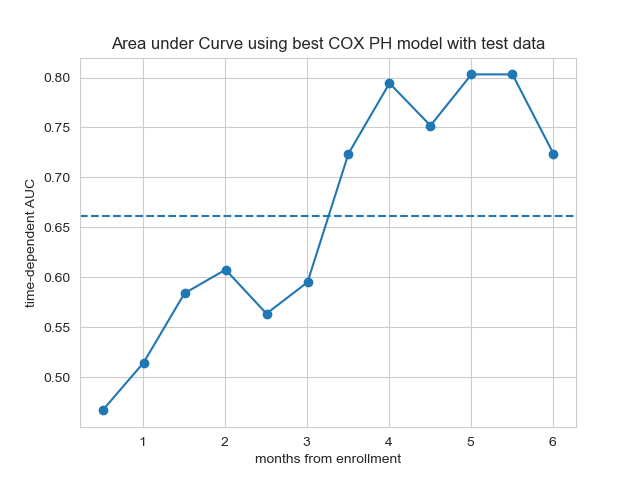 Area under Curve using best COX PH model with test data
time-dependent AUC
0.80
0.75
0.70
0.65
0.60
0.55
0.50
1 2 3 4 5 6
months from enrollment